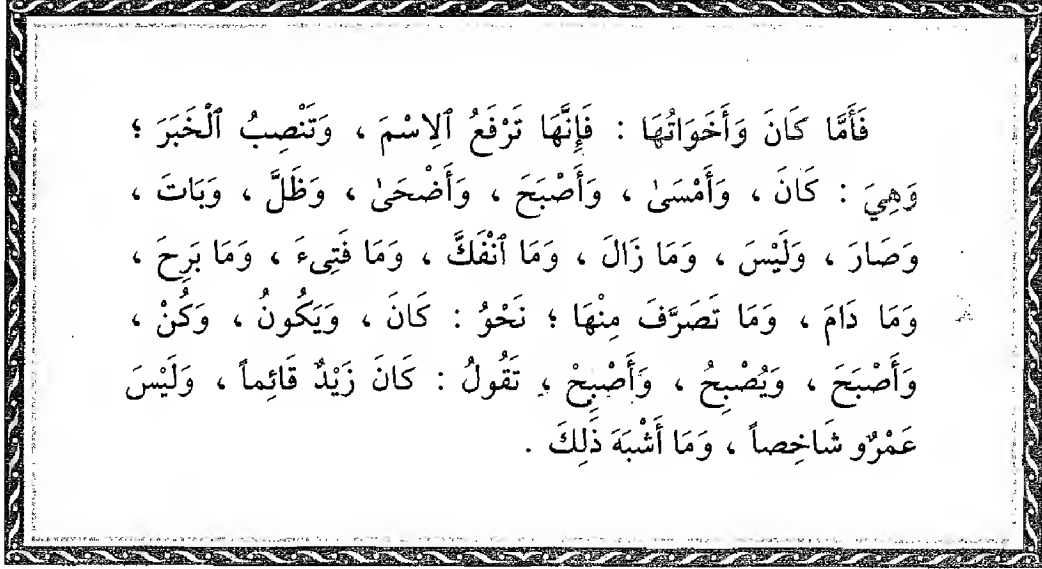 فَأَمَّا كَانَ وَأَخَوَاتُهَا : فَإِنَّهَا تَرْفَعُ ٱلِاسْمَ ، وَتَنْصِبُ ٱلْخَبَرَ ؛
وَهِيَ : كَانَ ، وَأَمْسَىٰ ، وَأَصْبَحَ ، وَأَضْحَىٰ ، وَظَلَّ ، وَبَاتَ ،
وَصَارَ ، وَلَيْسَ ، وَمَا زَالَ ، وَمَا ٱنْفَكَّ ، وَمَا فَتِىءَ ، وَمَا بَرِحَ ،
وَمَا دَامَ ، وَمَا تَصَرَّفَ مِنْهَا ؛ نَحْوُ : كَانَ ، وَيَكُونُ ، وَكُنْ ،
وَأَصْبَحَ ، وَيُصْبِحُ ، وَأَصْبِحْ ، تَقُولُ : كَانَ زَيْدٌ قَائِماً ، وَلَيْسَ
عَمْرٌو شَاخِصاً ، وَمَا أَشْبَهَ ذَٰلِكَ .